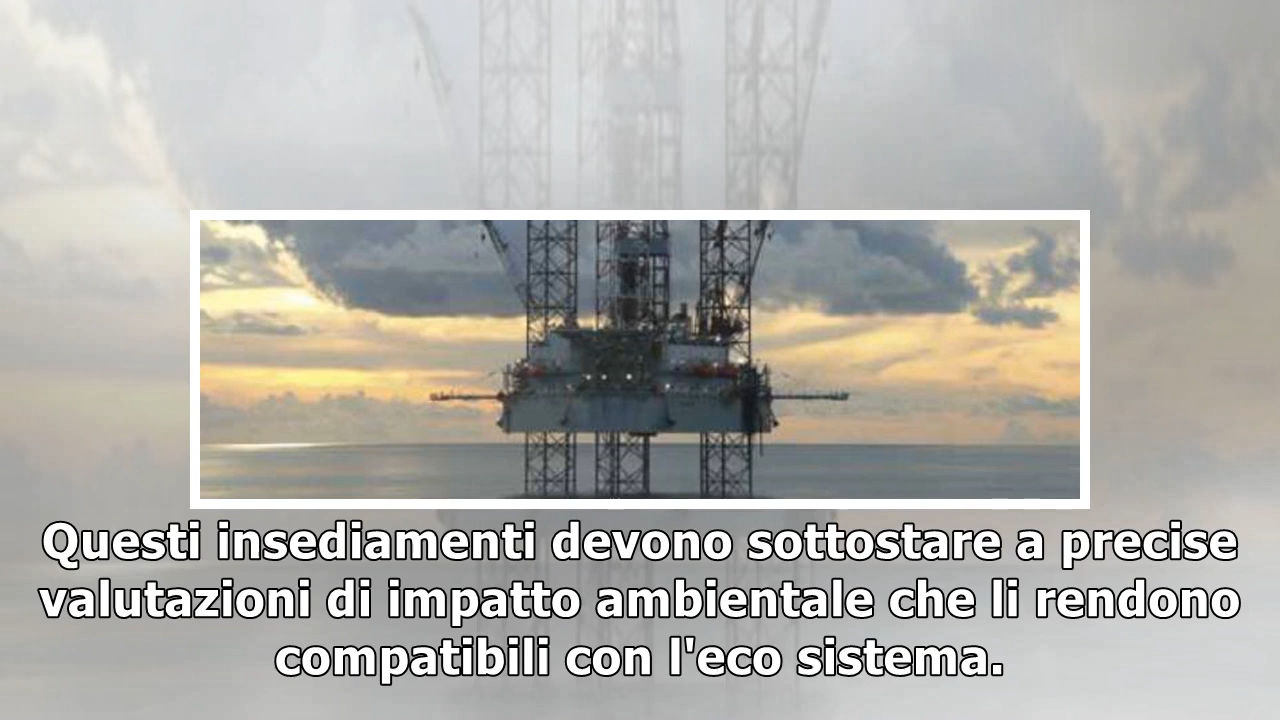 Questi insediamenti devono sottostare a precise
valutazioni di impatto ambientale che li rendono
compatibili con l'eco sistema.